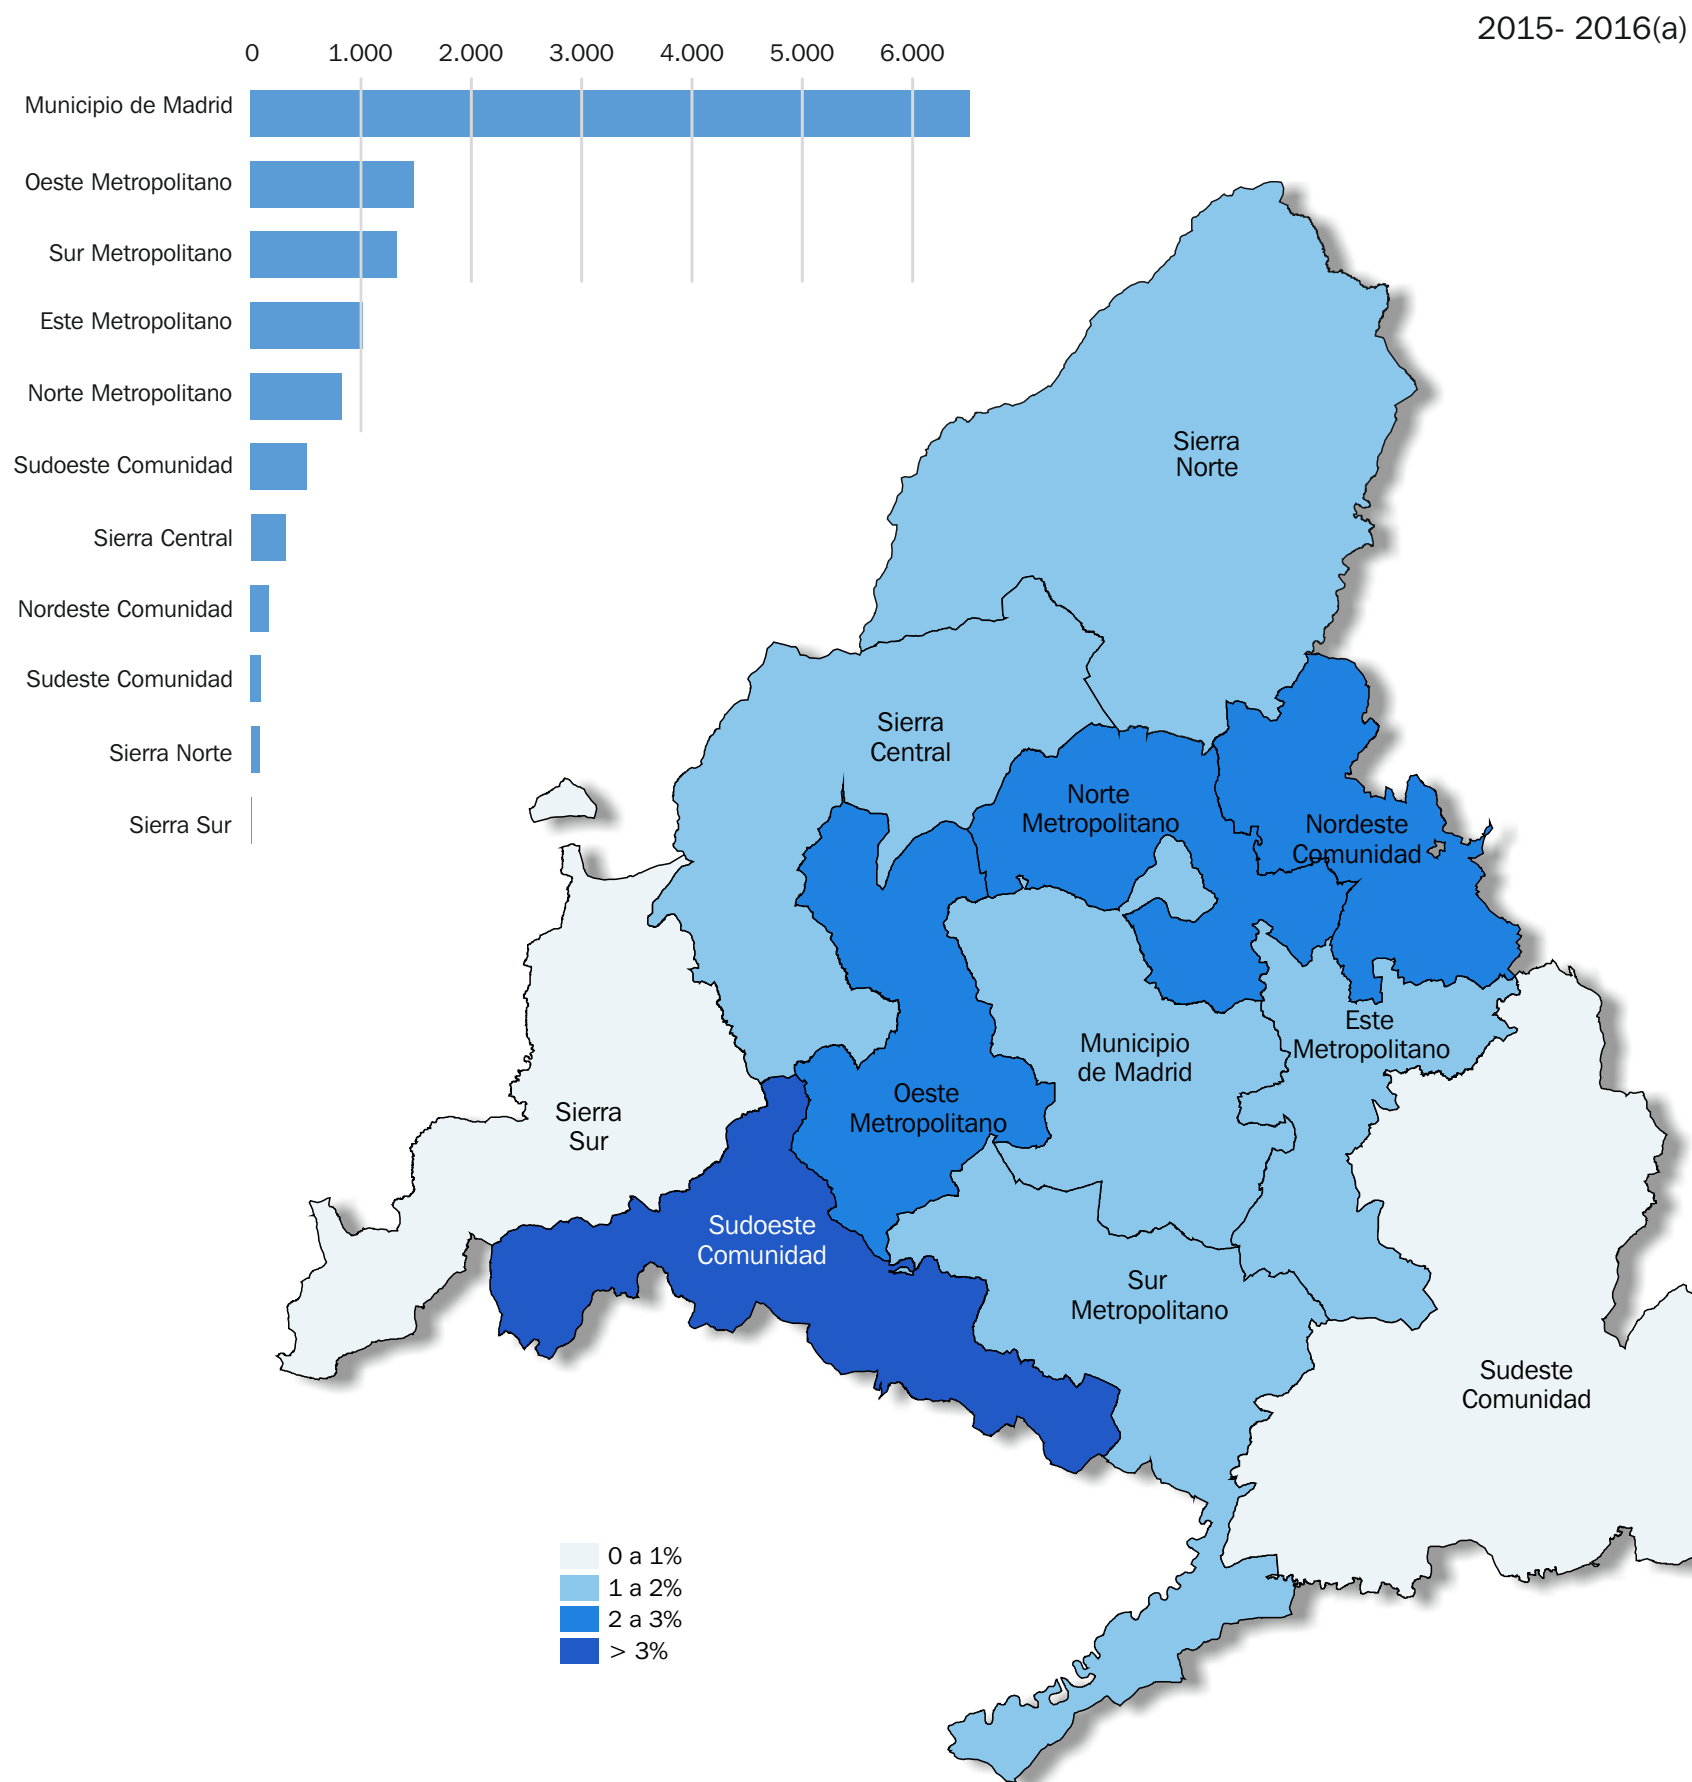 2015- 2016(a)
0 1.000 2.000 3.000 4.000 5.000 6.000
Municipio de Madrid
Oeste Metropolitano
Sur Metropolitano
Este Metropolitano
Norte Metropolitano
Sudoeste Comunidad
Sierra Central
Nordeste Comunidad
Sudeste Comunidad
Sierra Norte
Sierra Sur
Sierra
Norte
Sierra
Central
Norte
Metropolitano
Nordeste
Comunidad
Este
Metropolitano
Municipio
de Madrid
Oeste
Metropolitano
Sierra
Sur
Sudoeste
Comunidad
Sur
Metropolitano
Sudeste
Comunidad
0 a 1%
1 a 2%
2 a 3%
> 3%